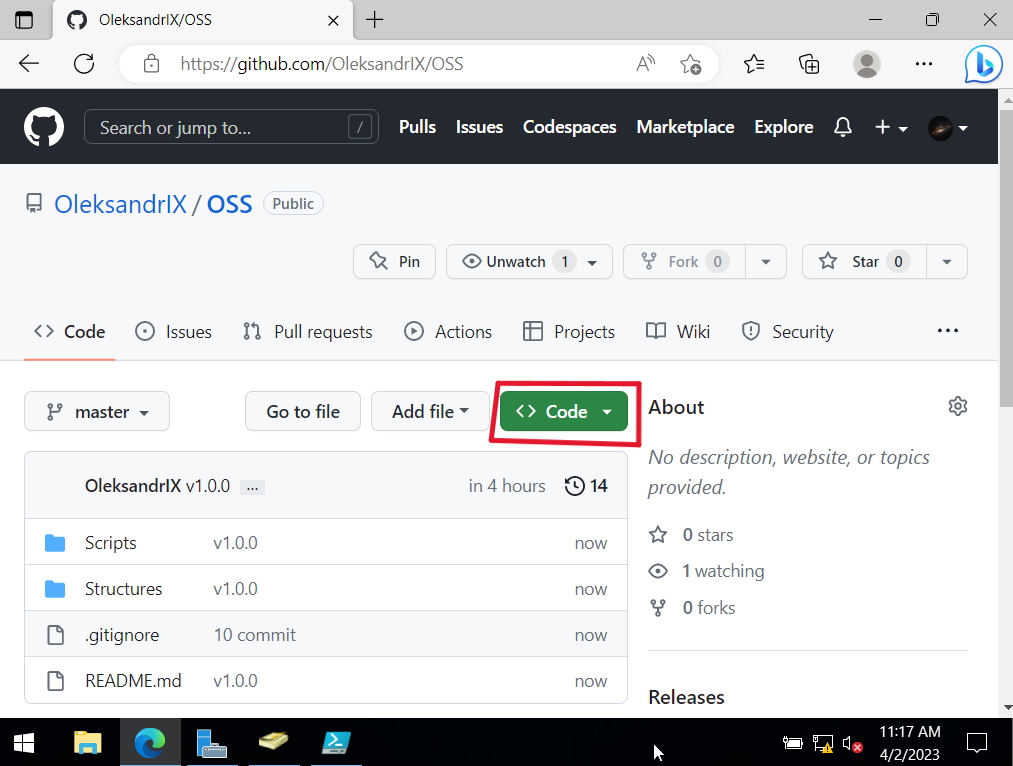 OleksandrIX/OSS
https://github.com/OleksandrIX/OSS
Search or jump to... / Pulls Issues Codespaces Marketplace Explore
OleksandrIX / OSS Public
Pin Unwatch 1 Fork 0 Star 0
Code Issues Pull requests Actions Projects Wiki Security ...
master Go to file Add file Code
About
No description, website, or topics
provided.
OleksandrIX v1.0.0 ... in 4 hours 14
Scripts v1.0.0 now
Structures v1.0.0 now
.gitignore 10 commit now
README.md v1.0.0 now
0 stars
1 watching
0 forks
Releases
11:17 AM
4/2/2023